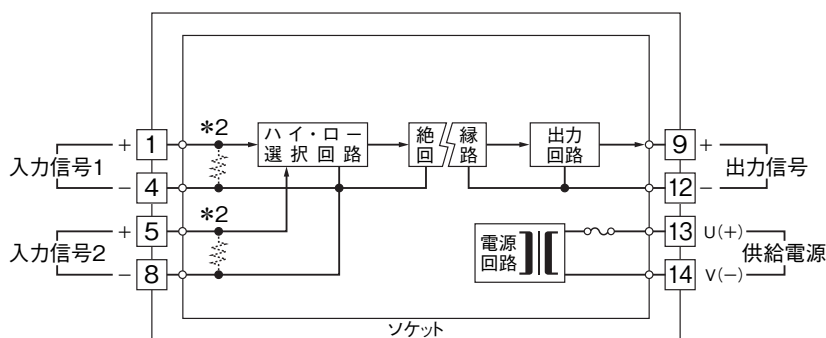 入力信号1
+ 1
− 4
*2
入力信号2
+ 5
− 8
*2
ハイ・ロー
選択回路
絶縁
回路
出力
回路
電源
回路
9 +
12 −
出力信号
13 U(+)
14 V(−)
供給電源
ソケット